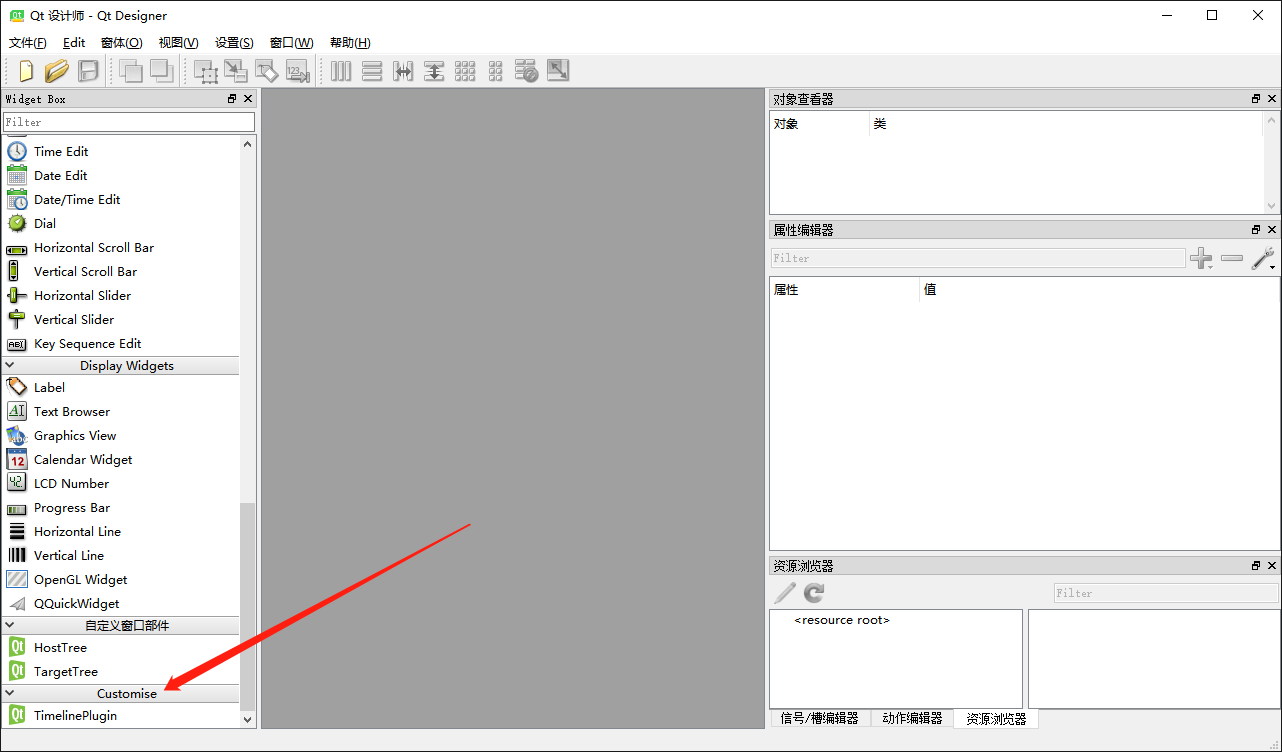 Qt 设计师 - Qt Designer
文件(F) Edit 窗体(O) 视图(V) 设置(S) 窗口(W) 帮助(H)
123
Widget Box
Filter
Time Edit
Date Edit
Date/Time Edit
Dial
Horizontal Scroll Bar
Vertical Scroll Bar
Horizontal Slider
Vertical Slider
Key Sequence Edit
Display Widgets
Label
Text Browser
Graphics View
Calendar Widget
LCD Number
Progress Bar
Horizontal Line
Vertical Line
OpenGL Widget
QQuickWidget
自定义窗口部件
HostTree
TargetTree
Customise
TimelinePlugin
对象查看器
对象 类
属性编辑器
Filter
属性 值
资源浏览器
Filter
<resource root>
信号/槽编辑器 动作编辑器 资源浏览器